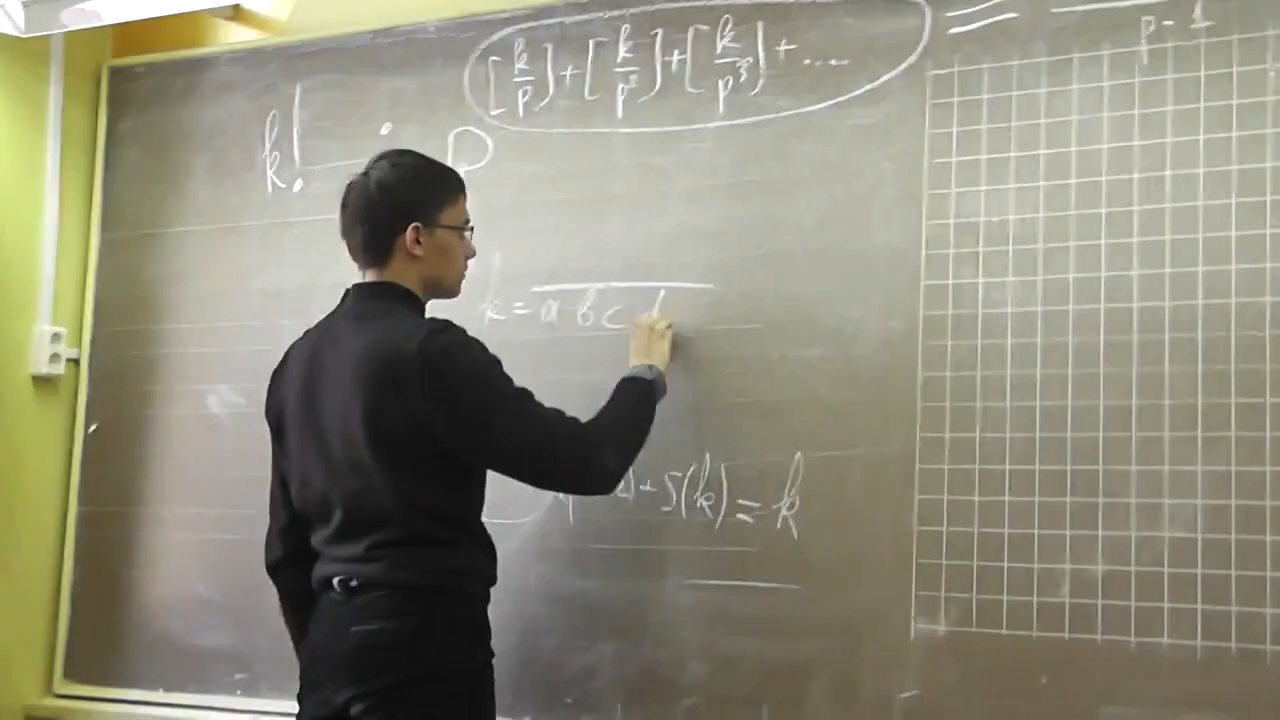 [k/p]+[k/p²]+[k/p³]+... = 
p-1
k! p
k=abcd
+S(k)=k